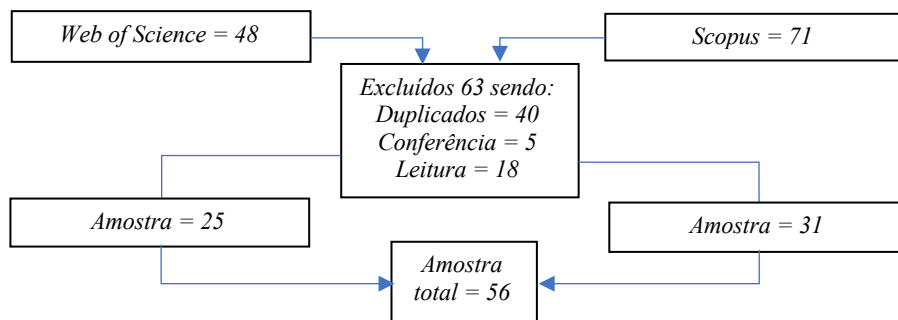 Web of Science = 48
Scopus = 71
Excluídos 63 sendo:
Duplicados = 40
Conferência = 5
Leitura = 18
Amostra = 25
Amostra = 31
Amostra
total = 56